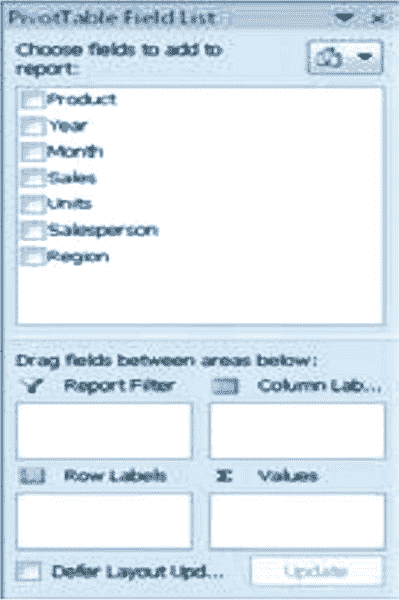 PivotTable Field List
Choose fields to add to
report:
Product
Year
Month
Sales
Units
Salesperson
Region
Drag fields between areas below:
Report Filter
Column Lab...
Row Labels
Σ Values
Defer Layout Upd...
Update